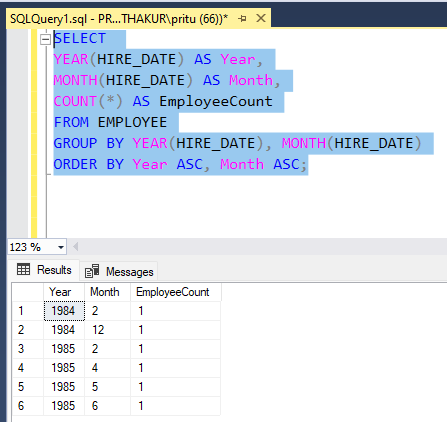 SQLQuery1.sql - PR...THAKUR\pritu (66))*
SELECT
YEAR(HIRE_DATE) AS Year,
MONTH(HIRE_DATE) AS Month,
COUNT(*) AS EmployeeCount
FROM EMPLOYEE
GROUP BY YEAR(HIRE_DATE), MONTH(HIRE_DATE)
ORDER BY Year ASC, Month ASC;
123 %
Results Messages
Year Month EmployeeCount
1 1984 2 1
2 1984 12 1
3 1985 2 1
4 1985 4 1
5 1985 5 1
6 1985 6 1